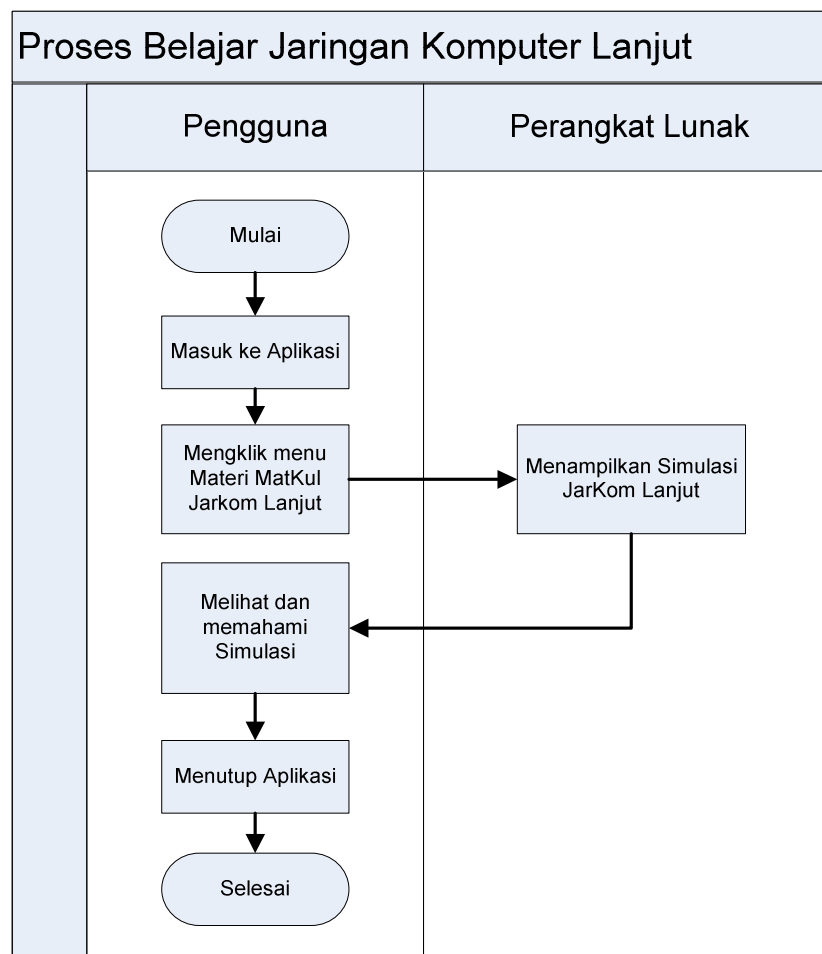 Proses Belajar Jaringan Komputer Lanjut
Pengguna
Perangkat Lunak
Mulai
Masuk ke Aplikasi
Mengklik menu
Materi MatKul
Jarkom Lanjut
Menampilkan Simulasi
JarKom Lanjut
Melihat dan
memahami
Simulasi
Menutup Aplikasi
Selesai